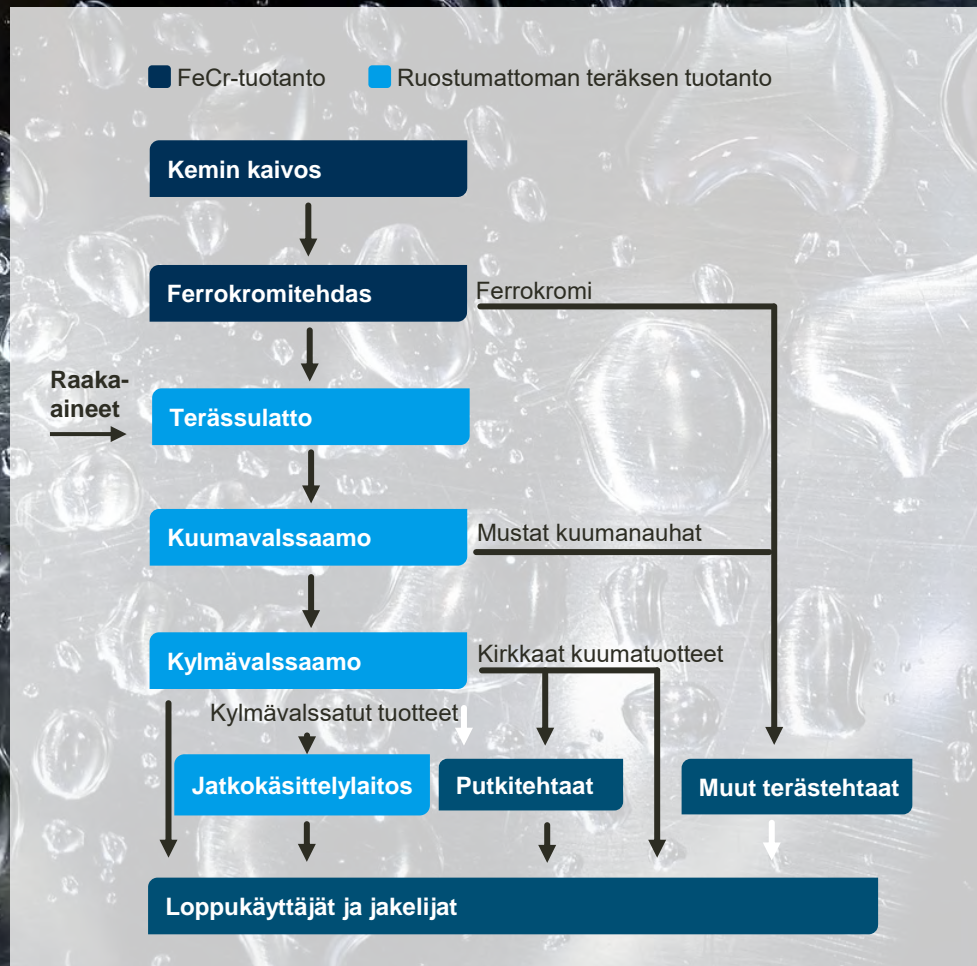 FeCr-tuotanto
Ruostumattoman teräksen tuotanto
Kemin kaivos
Ferrokromitehdas
Ferrokromi
Raaka-
aineet
Terässulatto
Kuumavalssaamo
Mustat kuumanauhat
Kylmävalssaamo
Kirkkaat kuumatuotteet
Kylmävalssatut tuotteet
Jatkokäsittelylaitos
Putkitehtaat
Muut terästehtaat
Loppukäyttäjät ja jakelijat